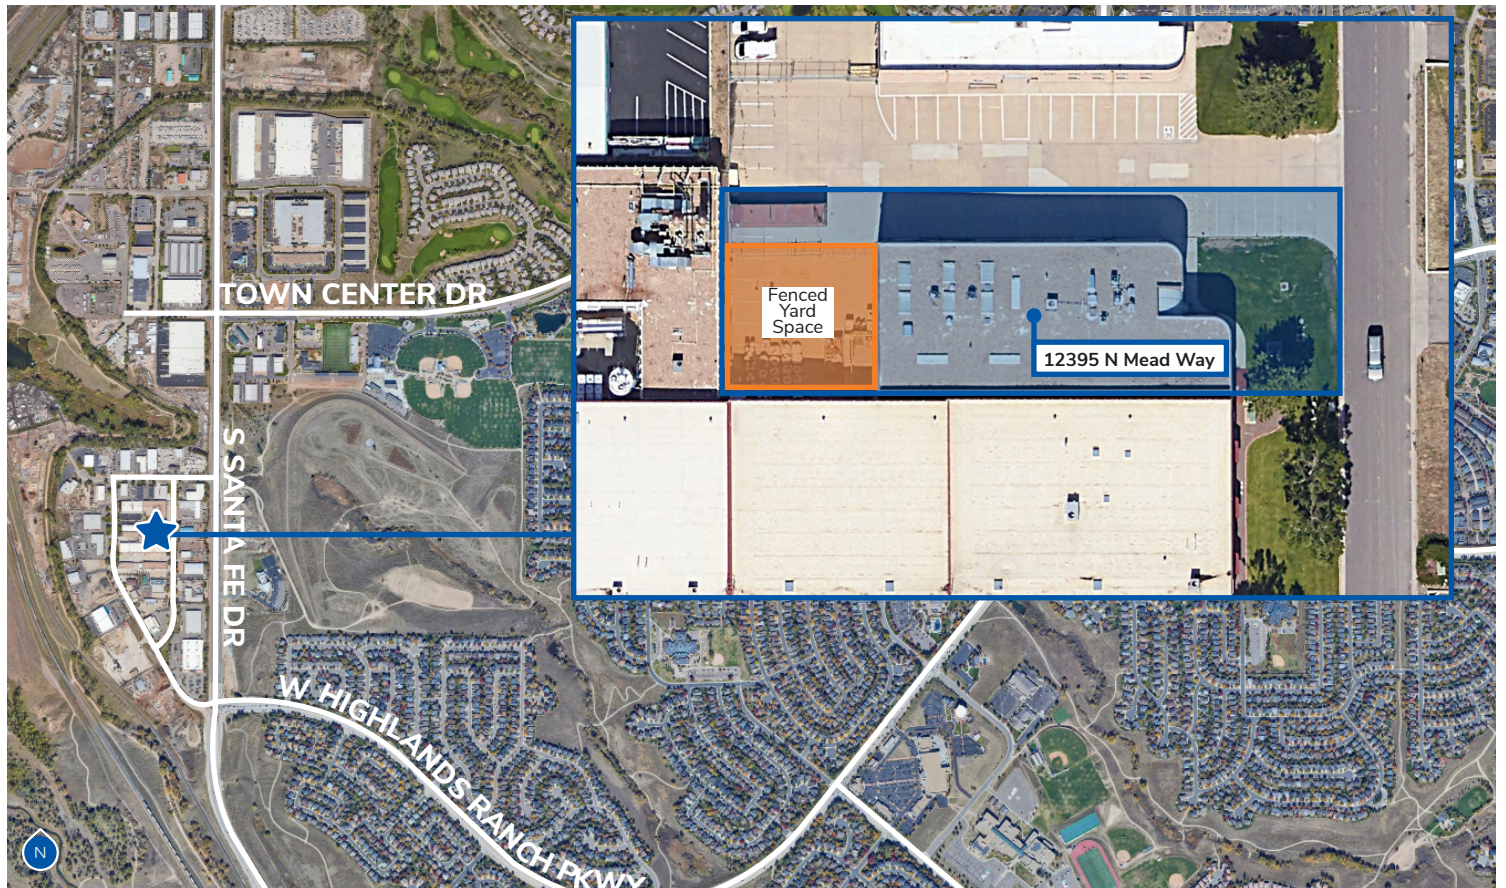 TOWN CENTER DR
Fenced
Yard
Space
12395 N Mead Way
S SANTA FE DR
W HIGHLANDS RANCH PKWY
N